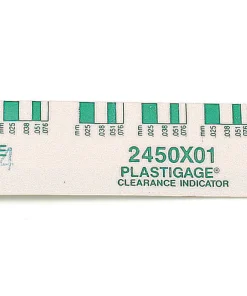 mm .025 .038 .051 .076
mm .025 .038 .051 .076
mm .025 .038 .051 .076
2450X01
PLASTIGAGE®
CLEARANCE INDICATOR